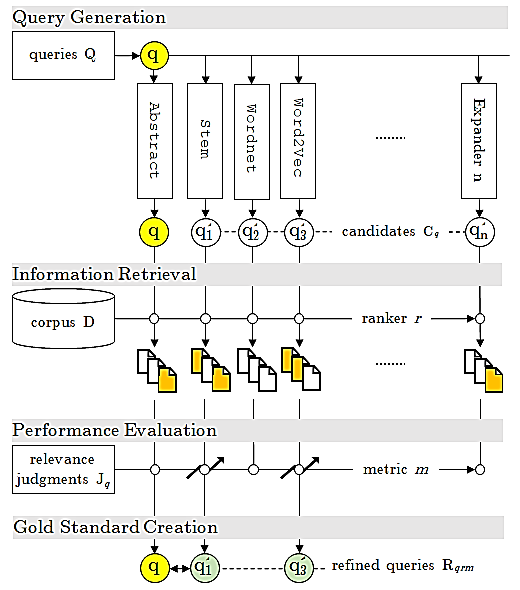 Query Generation
queries Q
q
Abstract
Stem
Wordnet
Word2Vec
........
Expander n
q
q́1
q́2
q́3
candidates Cq
q́n
Information Retrieval
corpus D
ranker r
........
Performance Evaluation
relevance
judgments Jq
metric m
Gold Standard Creation
q
q́1
q́3
refined queries Rqrm